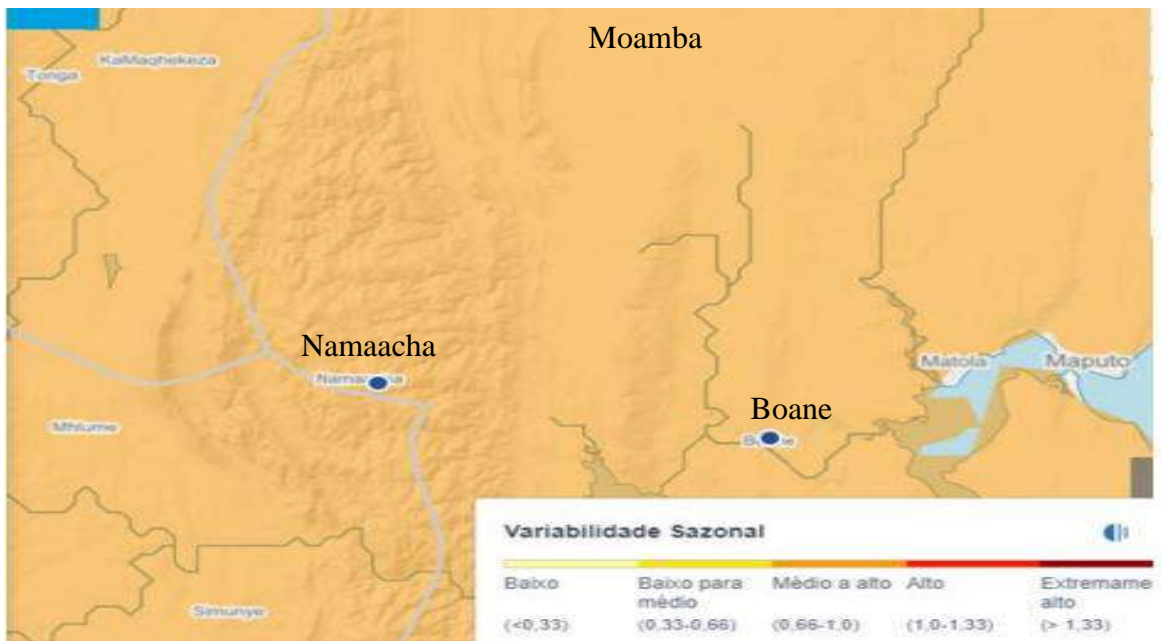 Moamba
KaMaqhekeza
Tonga
Namaacha
Matola
Maputo
Boane
Mhlume
Simunye
Variabilidade Sazonal
Baixo
Baixo para médio
Médio a alto
Alto
Extremame alto
(<0,33)
(0,33-0,66)
(0,66-1,0)
(1,0-1,33)
(> 1,33)